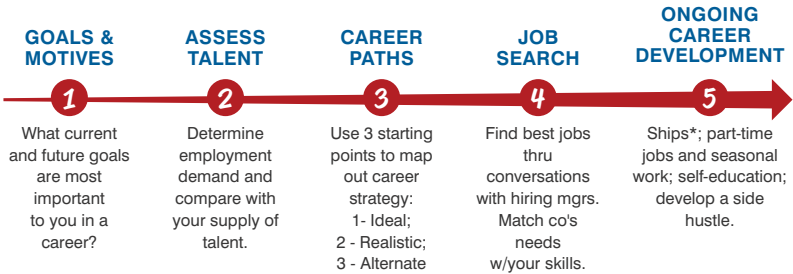 GOALS &
MOTIVES
1
What current
and future goals
are most
important
to you in a
career?
ASSESS
TALENT
2
Determine
employment
demand and
compare with
your supply of
talent.
CAREER
PATHS
3
Use 3 starting
points to map
out career
strategy:
1- Ideal;
2 - Realistic;
3 - Alternate
JOB
SEARCH
4
Find best jobs
thru
conversations
with hiring mgrs.
Match co's
needs
w/your skills.
ONGOING
CAREER
DEVELOPMENT
5
Ships*; part-time
jobs and seasonal
work; self-education;
develop a side
hustle.